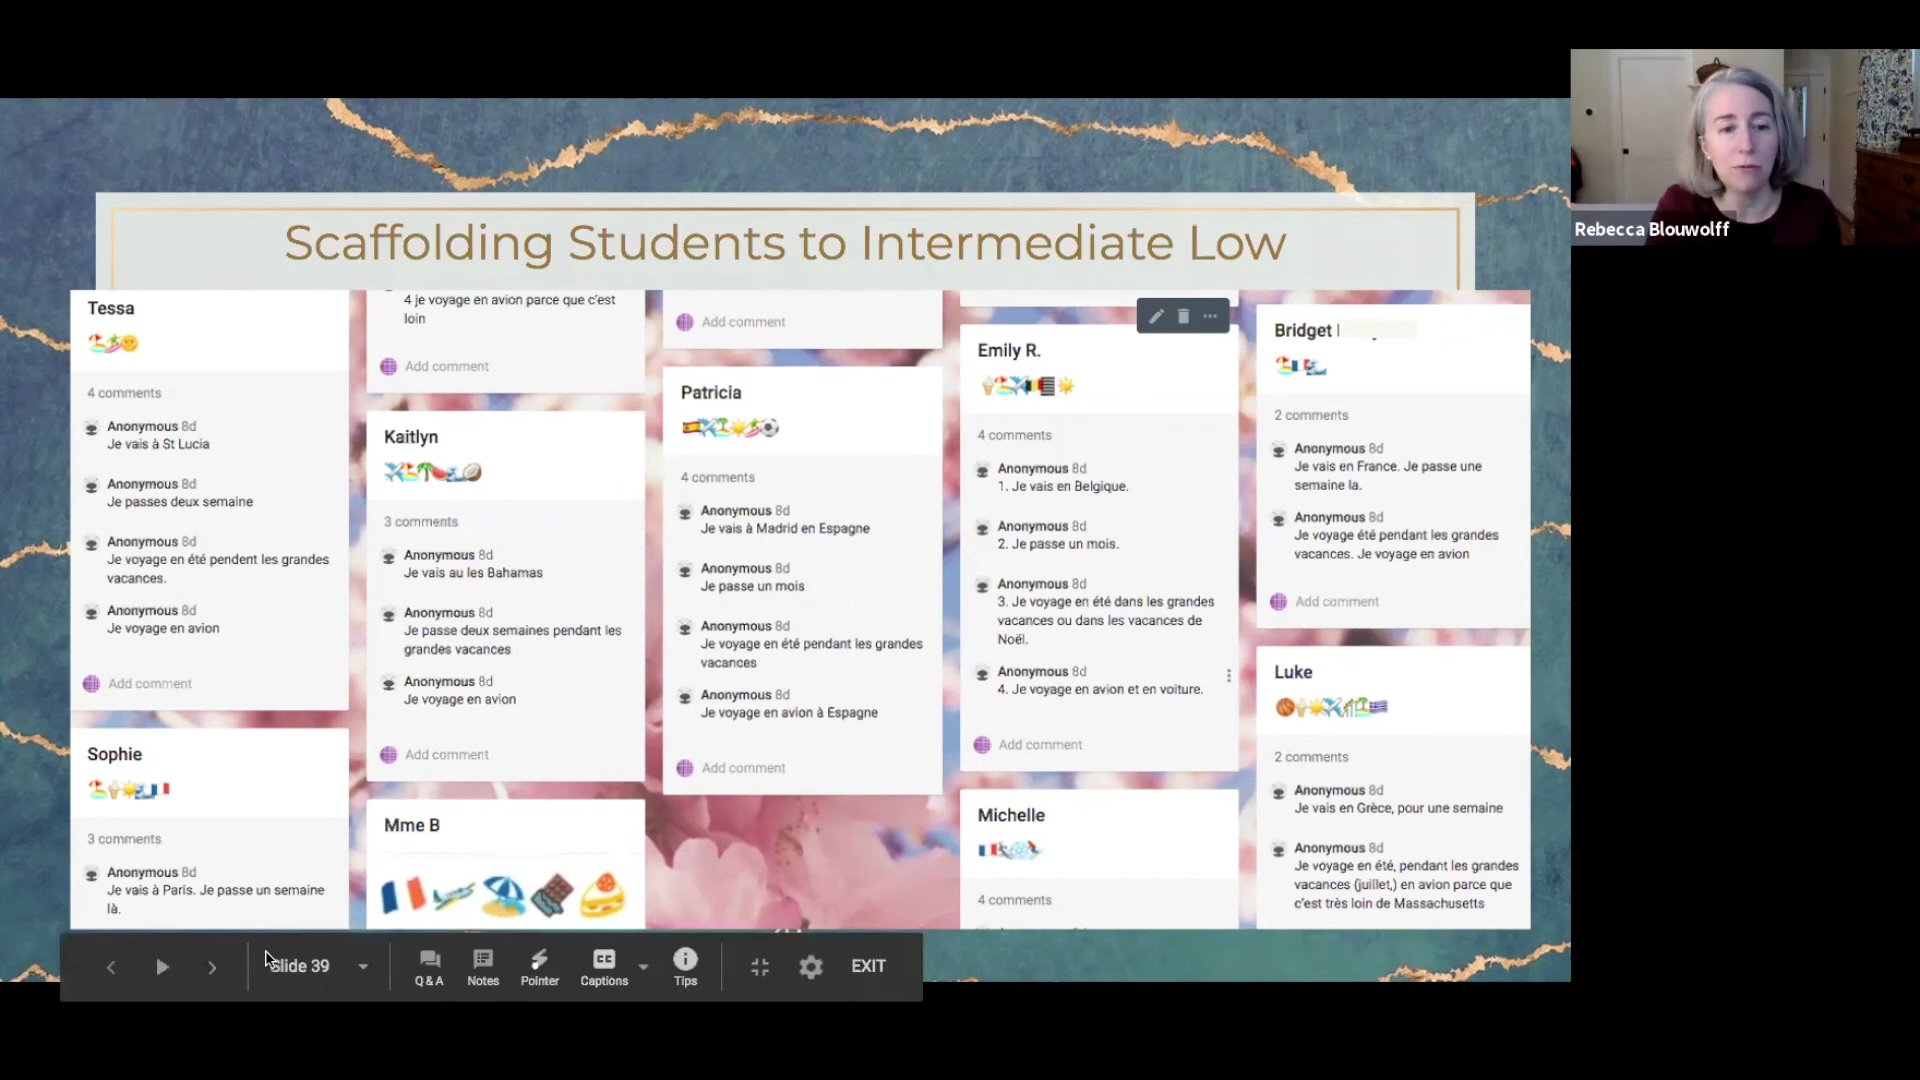 Rebecca Blouwolff
Scaffolding Students to Intermediate Low
Tessa
4 comments
Anonymous 8d
Je vais à St Lucia
Anonymous 8d
Je passes deux semaine
Anonymous 8d
Je voyage en été pendent les grandes
vacances.
Anonymous 8d
Je voyage en avion
Add comment
Sophie
3 comments
Anonymous 8d
Je vais à Paris. Je passe un semaine
là.
4 je voyage en avion parce que c'est
loin
Add comment
Kaitlyn
3 comments
Anonymous 8d
Je vais au les Bahamas
Anonymous 8d
Je passe deux semaines pendant les
grandes vacances
Anonymous 8d
Je voyage en avion
Add comment
Mme B
Add comment
Patricia
4 comments
Anonymous 8d
Je vais à Madrid en Espagne
Anonymous 8d
Je passe un mois
Anonymous 8d
Je voyage en été pendant les grandes
vacances
Anonymous 8d
Je voyage en avion à Espagne
Add comment
Emily R.
4 comments
Anonymous 8d
1. Je vais en Belgique.
Anonymous 8d
2. Je passe un mois.
Anonymous 8d
3. Je voyage en été dans les grandes
vacances ou dans les vacances de
Noël.
Anonymous 8d
4. Je voyage en avion et en voiture.
Add comment
Michelle
4 comments
Bridget
2 comments
Anonymous 8d
Je vais en France. Je passe une
semaine la.
Anonymous 8d
Je voyage été pendant les grandes
vacances. Je voyage en avion
Add comment
Luke
2 comments
Anonymous 8d
Je vais en Grèce, pour une semaine
Anonymous 8d
Je voyage en été, pendant les grandes
vacances (juillet,) en avion parce que
c'est très loin de Massachusetts
Slide 39
Q & A
Notes
Pointer
CC
Captions
Tips
EXIT